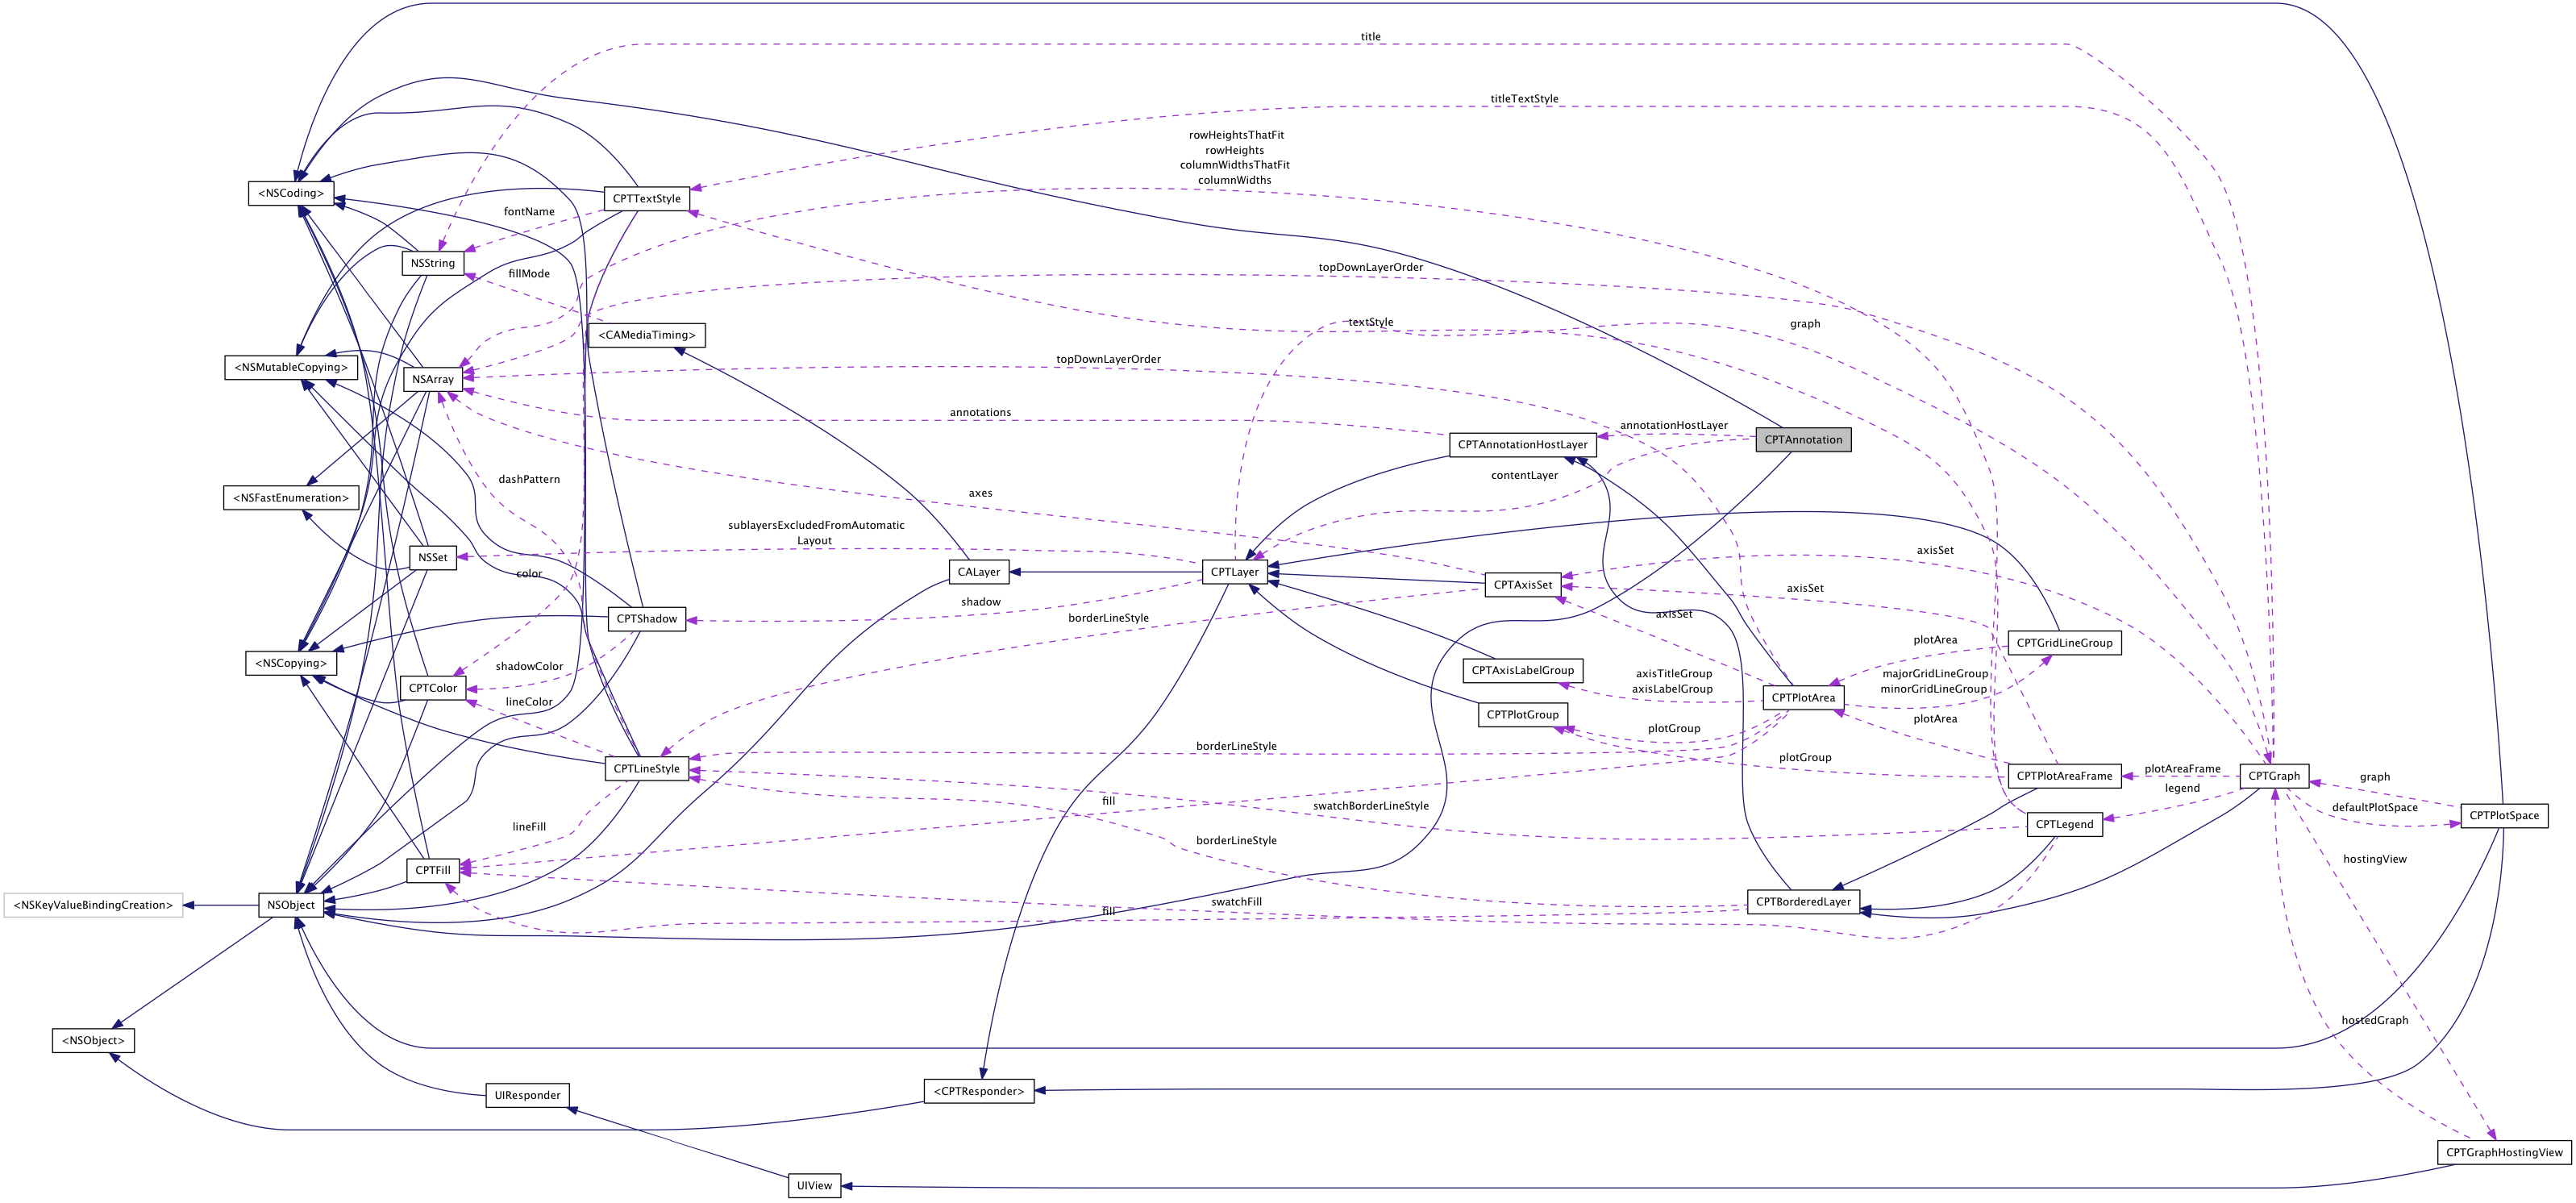 title
titleTextStyle
rowHeightsThatFit
rowHeights
columnWidthsThatFit
columnWidths
<NSCoding>
CPTTextStyle
fontName
NSString
fillMode
topDownLayerOrder
<CAMediaTiming>
textStyle
graph
<NSMutableCopying>
NSArray
topDownLayerOrder
annotations
annotationHostLayer
CPTAnnotationHostLayer
CPTAnnotation
contentLayer
dashPattern
axes
<NSFastEnumeration>
sublayersExcludedFromAutomatic
Layout
NSSet
color
CALayer
CPTLayer
CPTAxisSet
axisSet
axisSet
shadow
CPTShadow
borderLineStyle
axisSet
plotArea
CPTGridLineGroup
<NSCopying>
shadowColor
CPTAxisLabelGroup
axisTitleGroup
axisLabelGroup
majorGridLineGroup
minorGridLineGroup
CPTColor
CPTPlotArea
lineColor
CPTPlotGroup
plotGroup
plotArea
borderLineStyle
plotGroup
CPTLineStyle
CPTPlotAreaFrame
plotAreaFrame
CPTGraph
graph
legend
fill
swatchBorderLineStyle
defaultPlotSpace
CPTPlotSpace
lineFill
CPTLegend
borderLineStyle
hostingView
CPTFill
swatchFill
fill
CPTBorderedLayer
<NSKeyValueBindingCreation>
NSObject
hostedGraph
<NSObject>
<CPTResponder>
UIResponder
CPTGraphHostingView
UIView